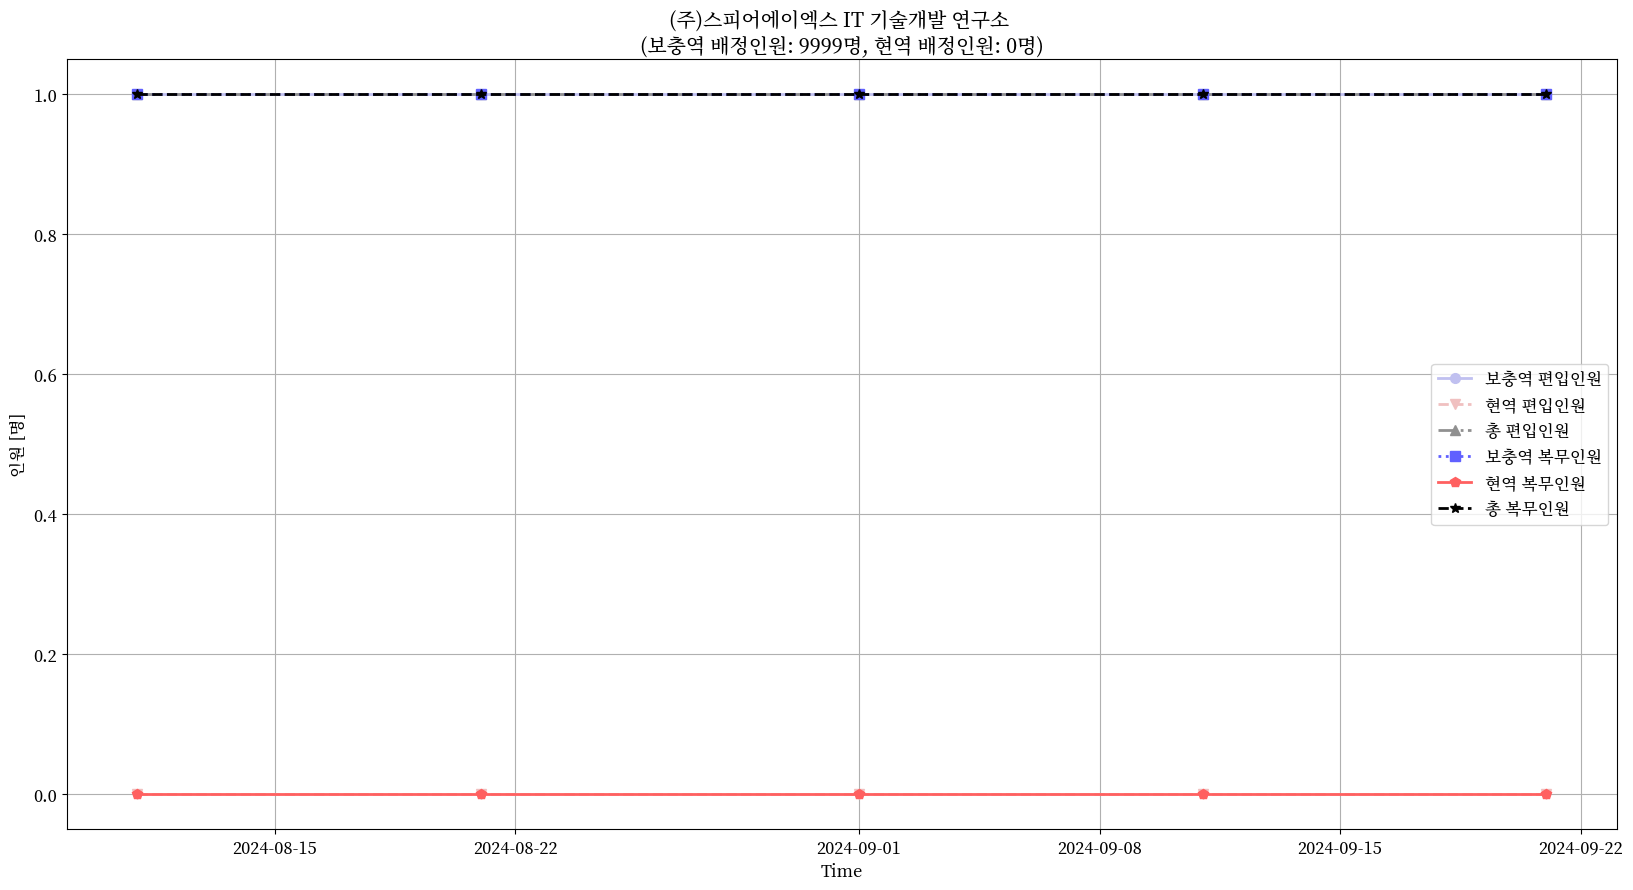 (주)스피어에이엑스 IT 기술개발 연구소
(보충역 배정인원: 9999명, 현역 배정인원: 0명)
1.0
0.8
0.6
0.4
0.2
0.0
인원 [명]
보충역 편입인원
현역 편입인원
총 편입인원
보충역 복무인원
현역 복무인원
총 복무인원
2024-08-15
2024-08-22
2024-09-01
2024-09-08
2024-09-15
2024-09-22
Time